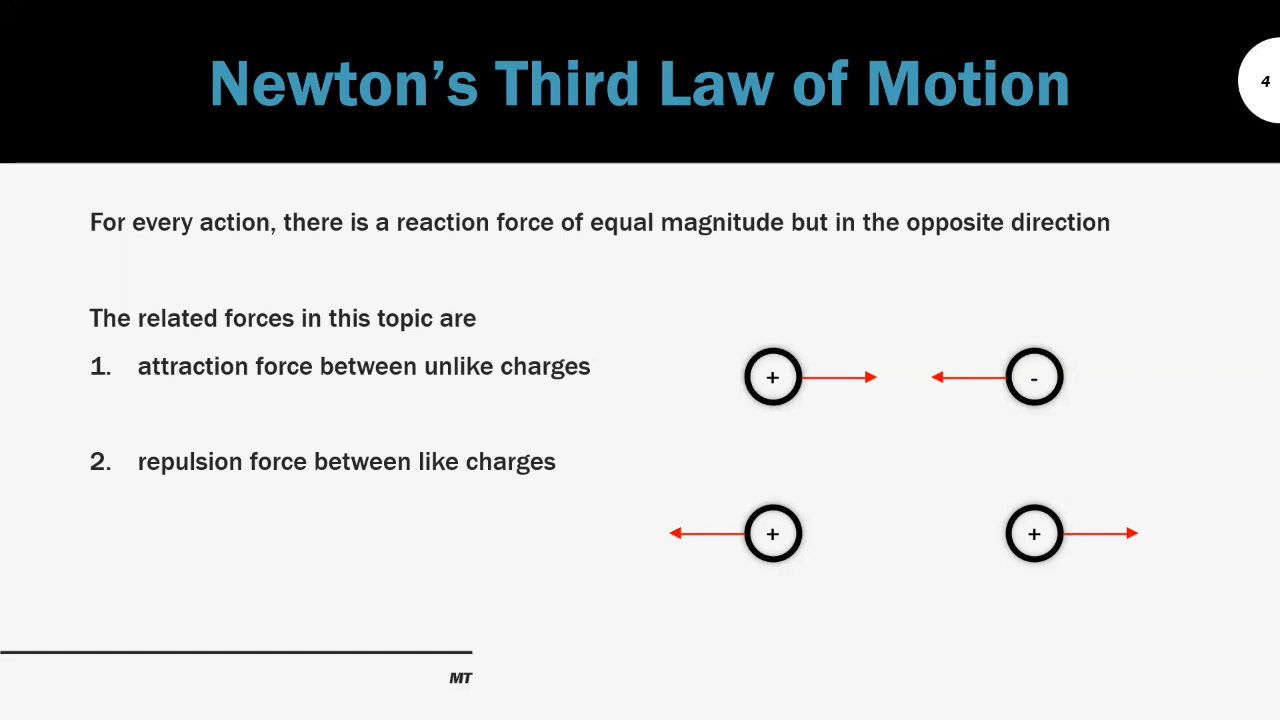 Newton’s Third Law of Motion
4
For every action, there is a reaction force of equal magnitude but in the opposite direction
The related forces in this topic are
1. attraction force between unlike charges
+ -
2. repulsion force between like charges
+ +
MT